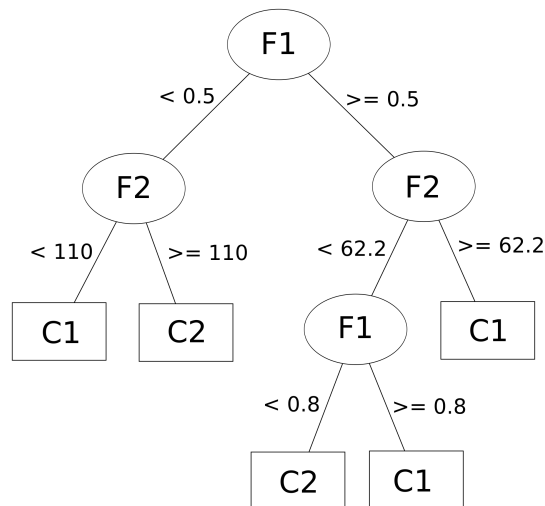 F1
< 0.5
>= 0.5
F2
F2
< 110
>= 110
< 62.2
>= 62.2
C1
C2
F1
C1
< 0.8
>= 0.8
C2
C1